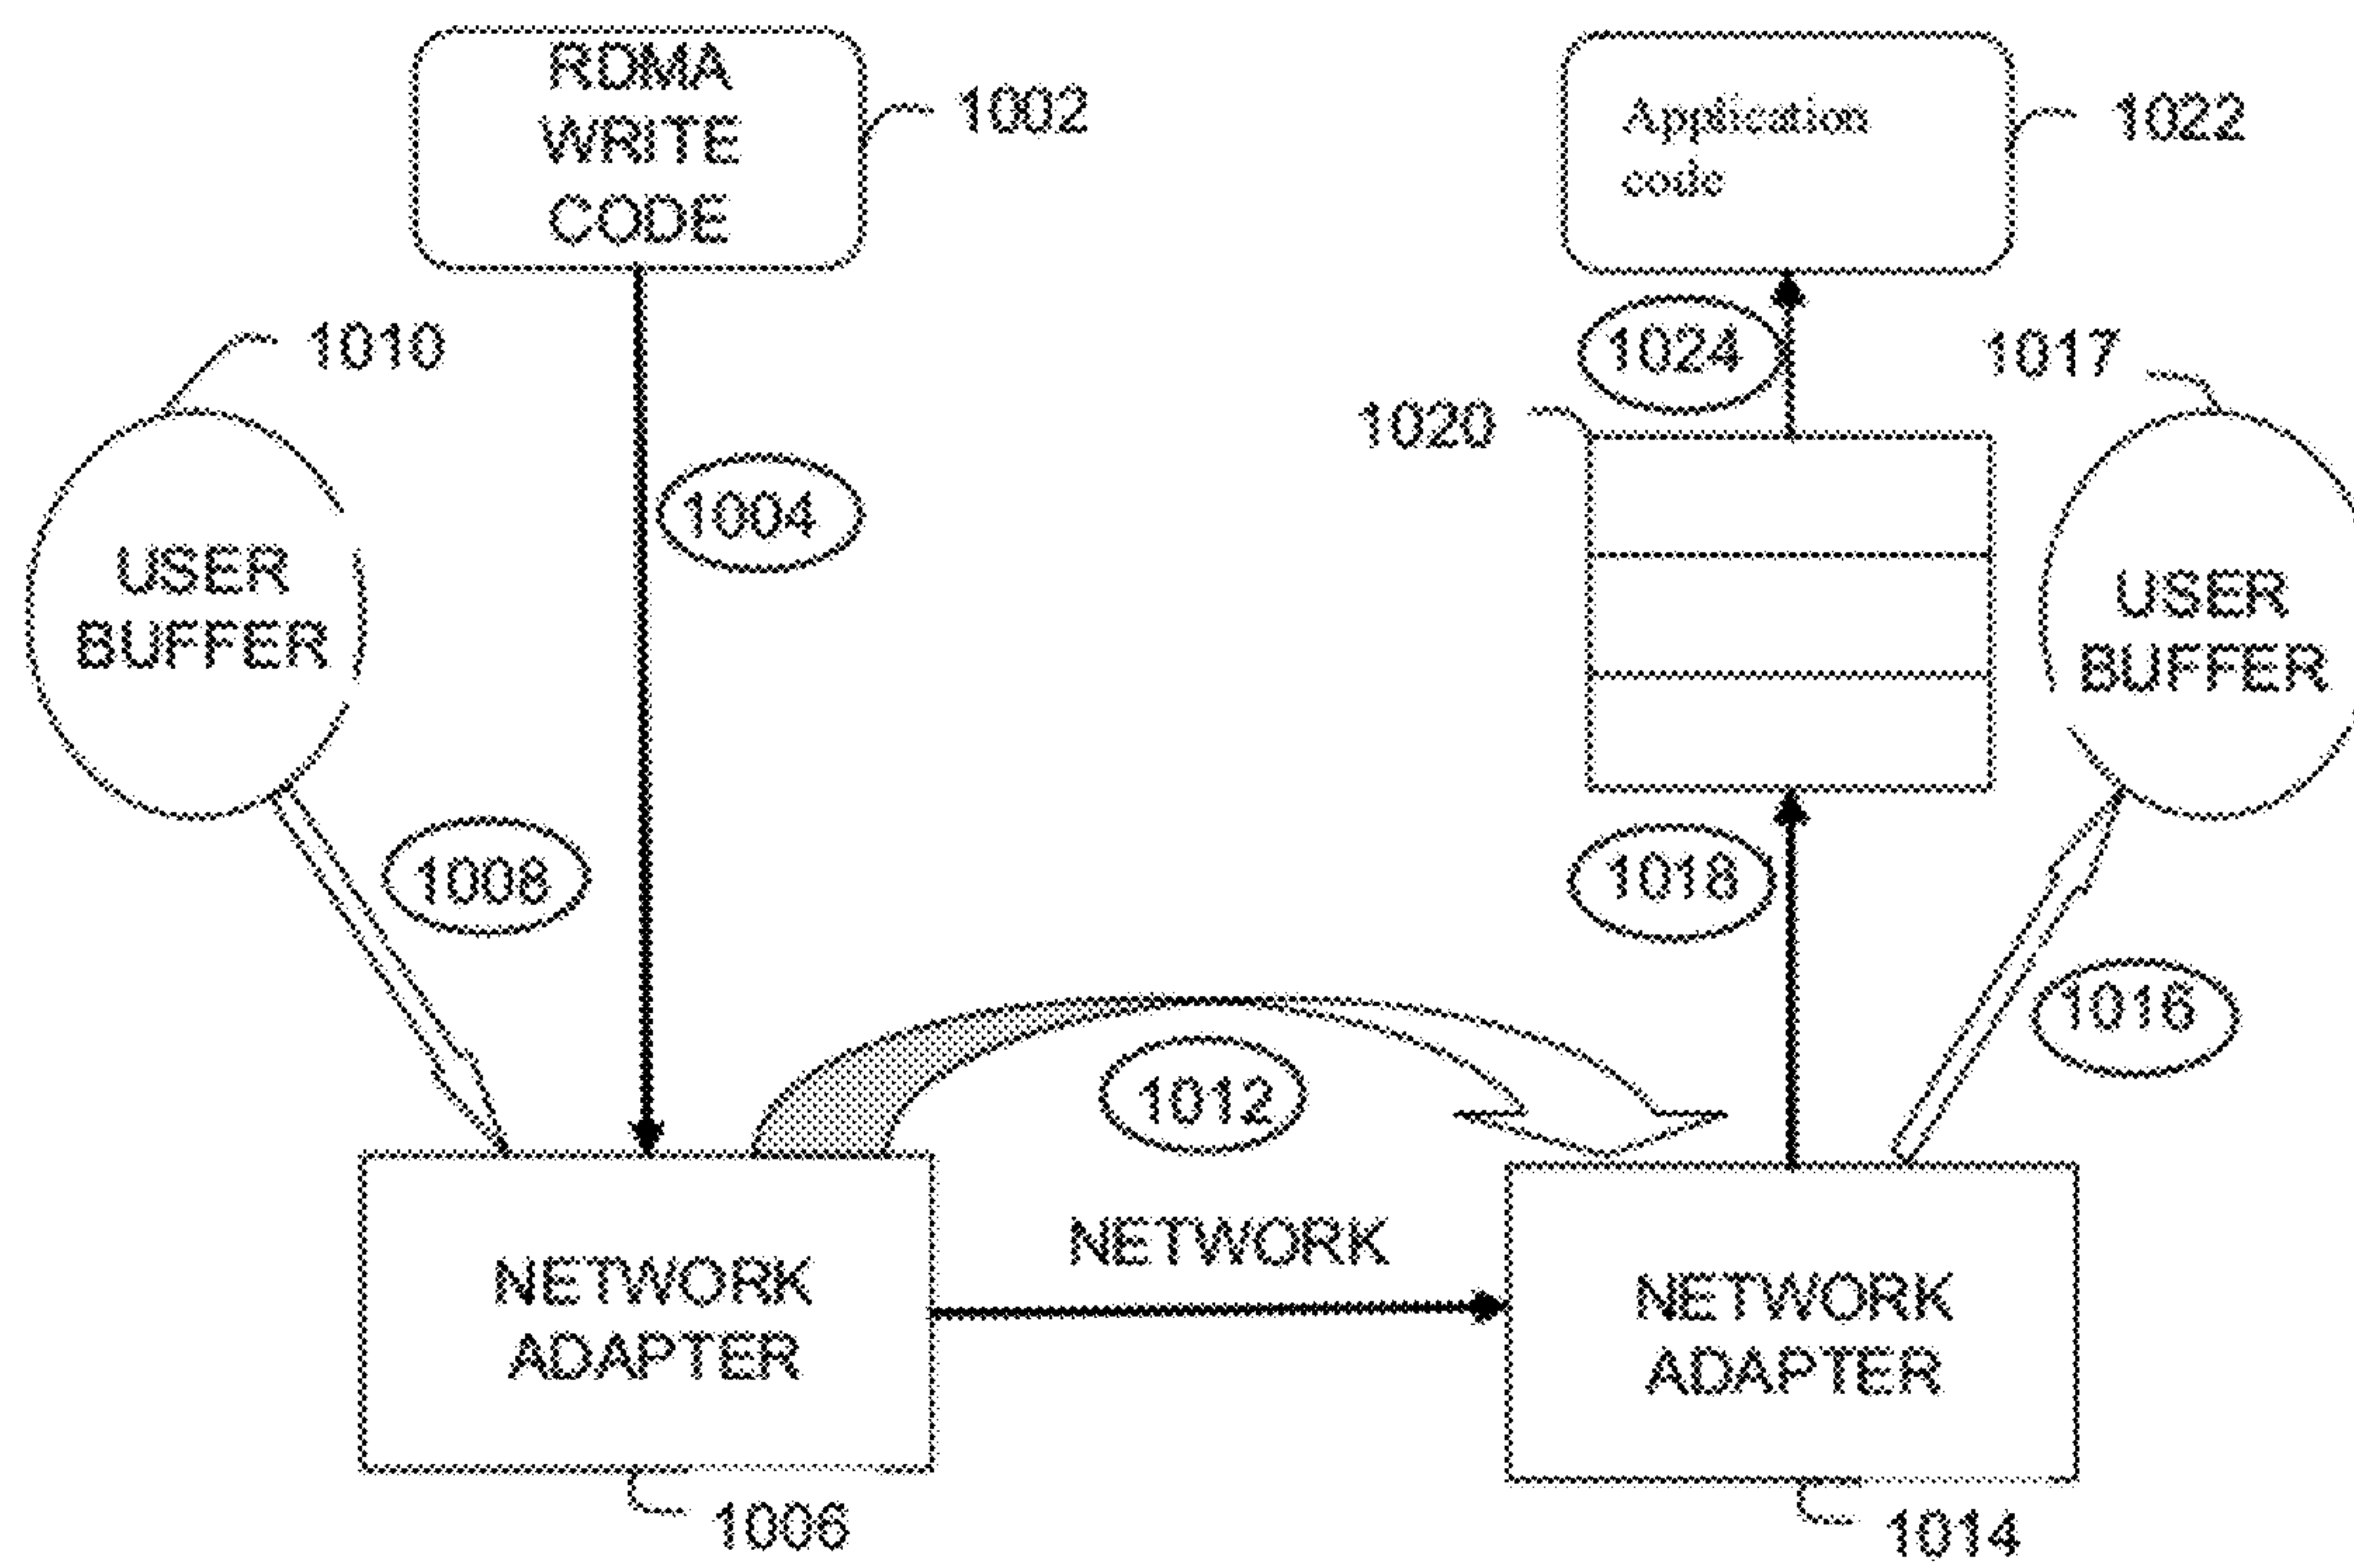 RDMA
WRITE
CODE
1002
Application
code
1022
1010
1024
1017
1020
1004
USER
BUFFER
USER
BUFFER
1008
1018
1016
1012
NETWORK
NETWORK
ADAPTER
NETWORK
ADAPTER
1006
1014